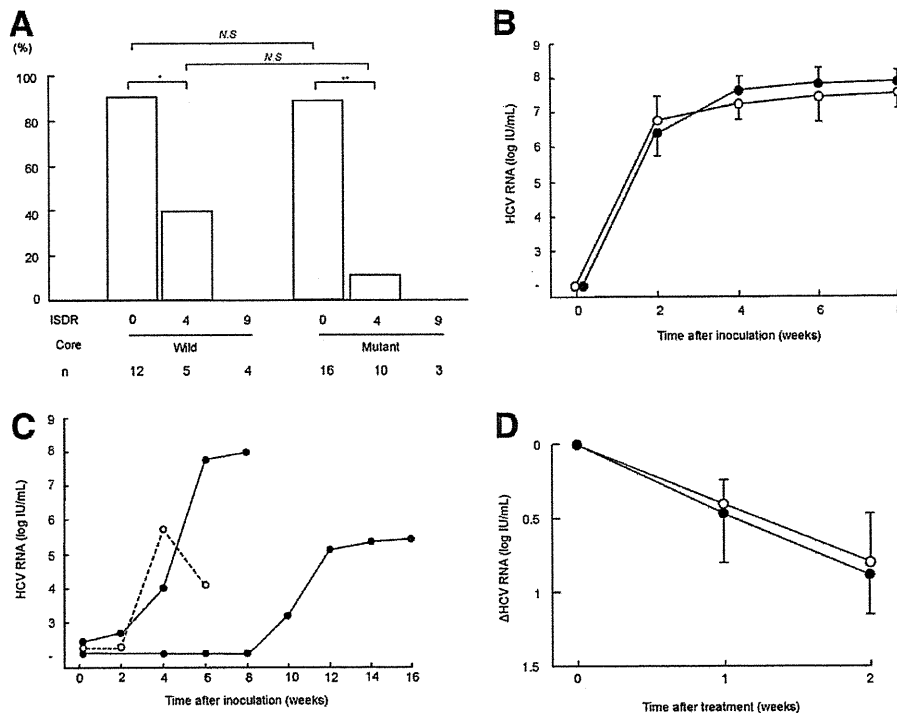 A
(%)
N.S
N.S
*
**
100
80
60
40
20
0
ISDR 0 4 9 0 4 9
Core Wild Mutant
n 12 5 4 16 10 3
B
HCV RNA (log IU/mL)
9
8
7
6
5
3
-
0 2 4 6
Time after inoculation (weeks)
C
HCV RNA (log IU/mL)
9
8
7
6
5
3
-
0 2 4 6 8 10 12 14 16
Time after inoculation (weeks)
D
ΔHCV RNA (log IU/mL)
0
0.5
1
1.5
0 1 2
Time after treatment (weeks)